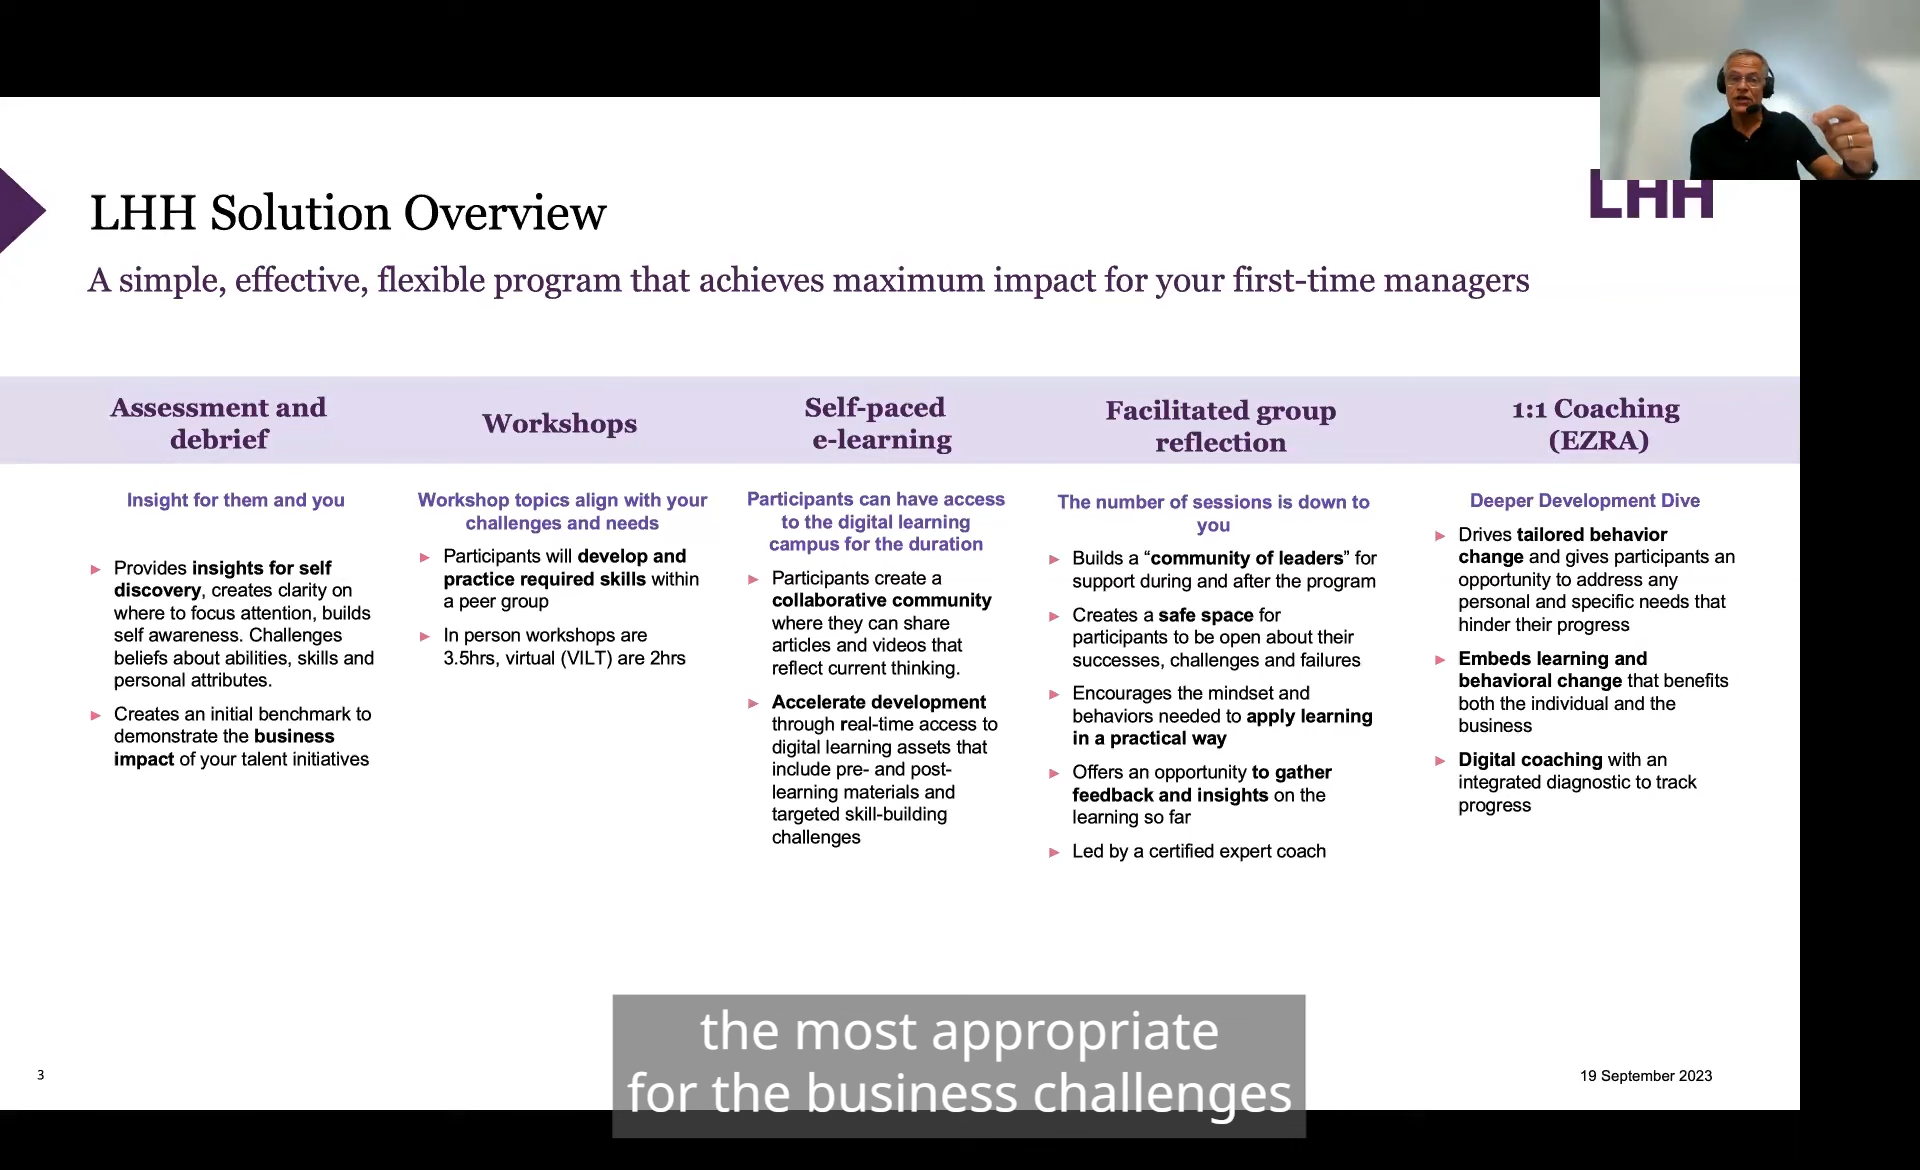 LHH
LHH Solution Overview
A simple, effective, flexible program that achieves maximum impact for your first-time managers
Assessment and
debrief
Insight for them and you
► Provides insights for self
discovery, creates clarity on
where to focus attention, builds
self awareness. Challenges
beliefs about abilities, skills and
personal attributes.
► Creates an initial benchmark to
demonstrate the business
impact of your talent initiatives
Workshops
Workshop topics align with your
challenges and needs
► Participants will develop and
practice required skills within
a peer group
► In person workshops are
3.5hrs, virtual (VILT) are 2hrs
Self-paced
e-learning
Participants can have access
to the digital learning
campus for the duration
► Participants create a
collaborative community
where they can share
articles and videos that
reflect current thinking.
► Accelerate development
through real-time access to
digital learning assets that
include pre- and post-
learning materials and
targeted skill-building
challenges
Facilitated group
reflection
The number of sessions is down to
you
► Builds a “community of leaders” for
support during and after the program
► Creates a safe space for
participants to be open about their
successes, challenges and failures
► Encourages the mindset and
behaviors needed to apply learning
in a practical way
► Offers an opportunity to gather
feedback and insights on the
learning so far
► Led by a certified expert coach
1:1 Coaching
(EZRA)
Deeper Development Dive
► Drives tailored behavior
change and gives participants an
opportunity to address any
personal and specific needs that
hinder their progress
► Embeds learning and
behavioral change that benefits
both the individual and the
business
► Digital coaching with an
integrated diagnostic to track
progress
the most appropriate
for the business challenges
3
19 September 2023